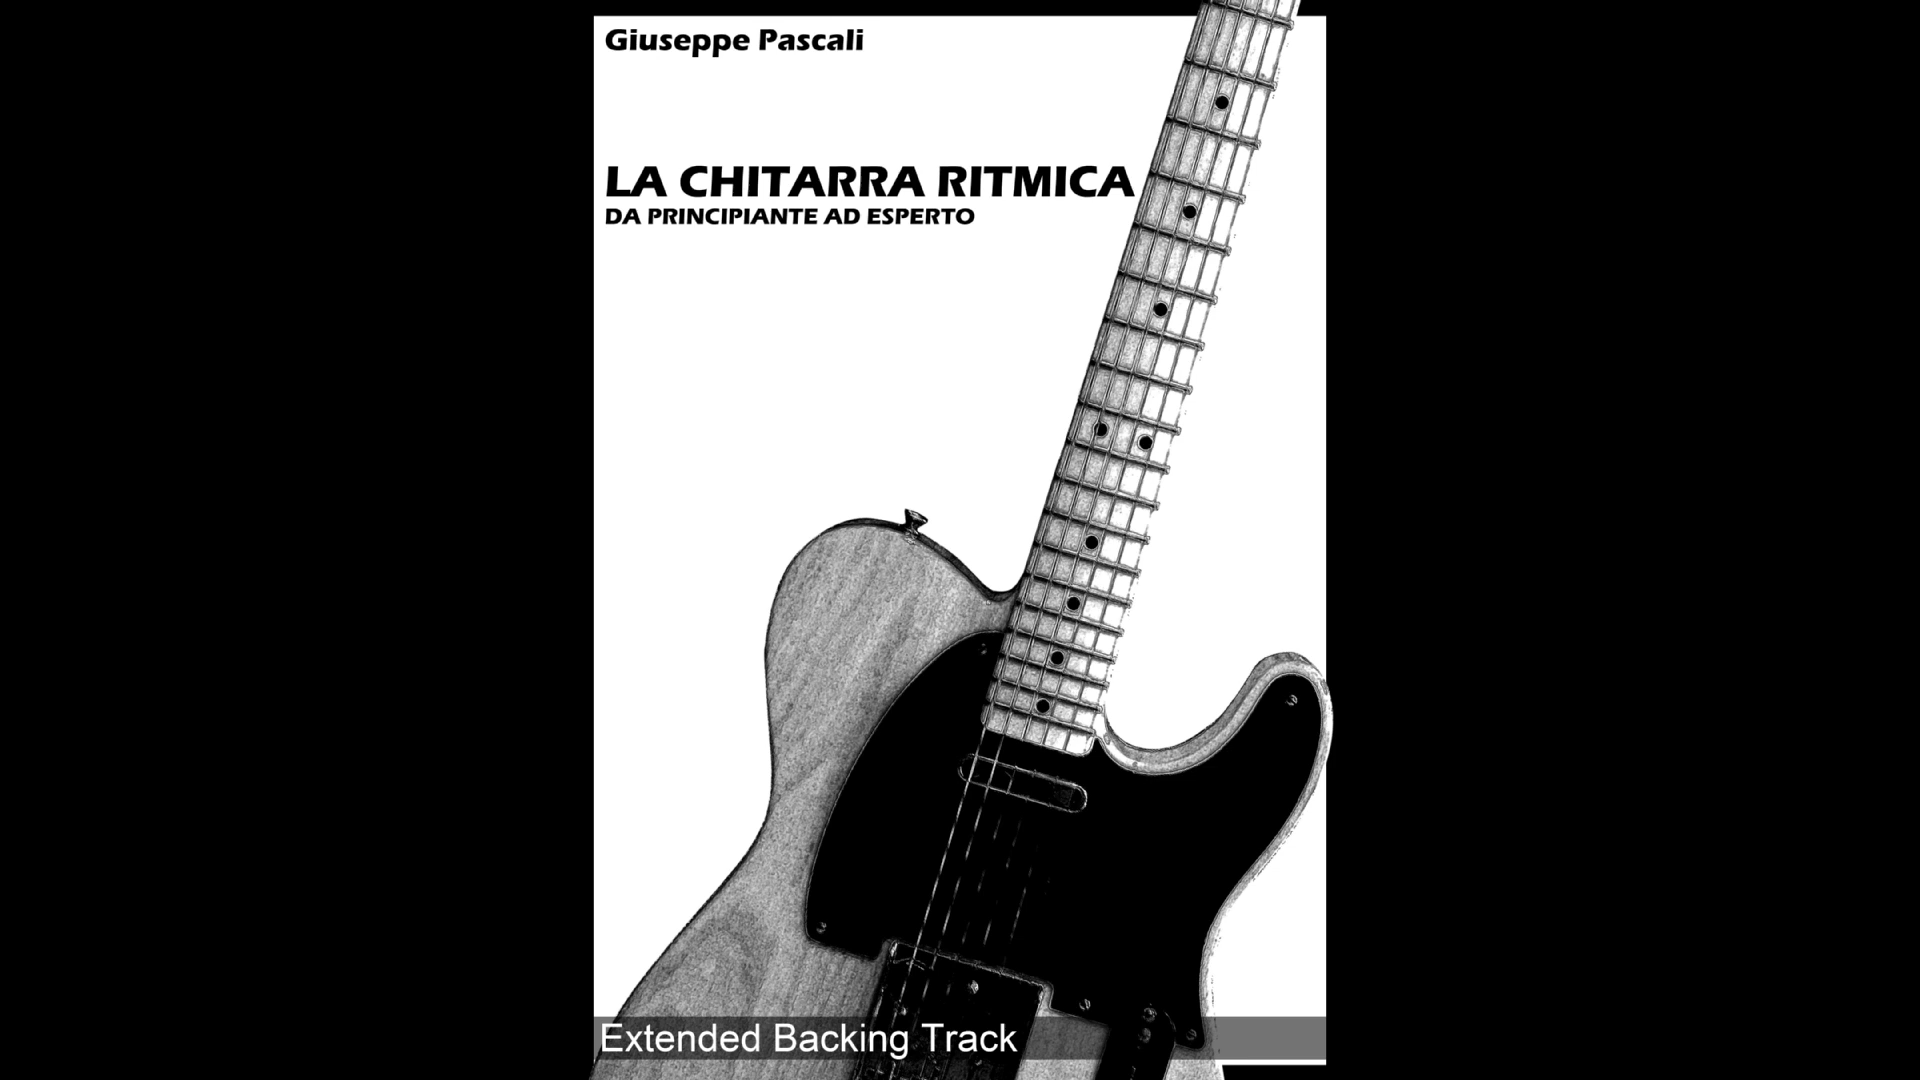 Giuseppe Pascali
LA CHITARRA RITMICA
DA PRINCIPIANTE AD ESPERTO
Extended Backing Track